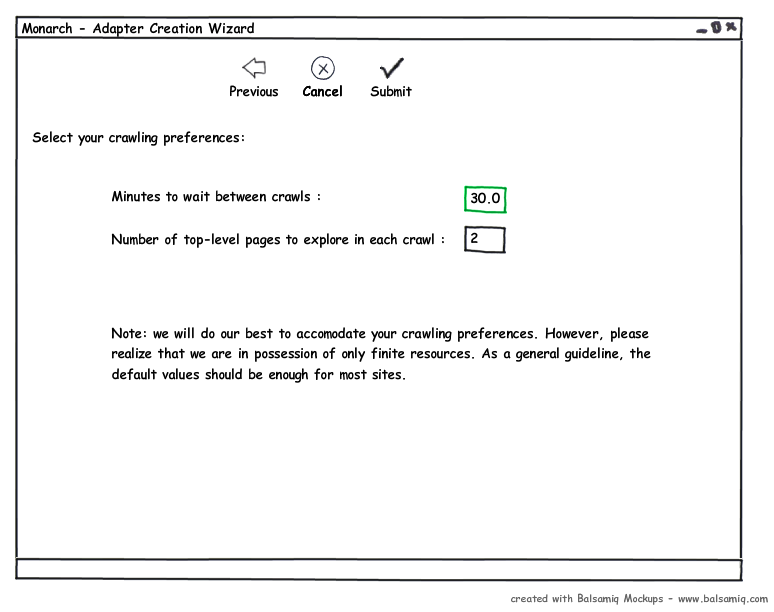 Monarch - Adapter Creation Wizard
Previous Cancel Submit
Select your crawling preferences:
Minutes to wait between crawls : 30.0
Number of top-level pages to explore in each crawl : 2
Note: we will do our best to accomodate your crawling preferences. However, please
realize that we are in possession of only finite resources. As a general guideline, the
default values should be enough for most sites.
created with Balsamiq Mockups - www.balsamiq.com